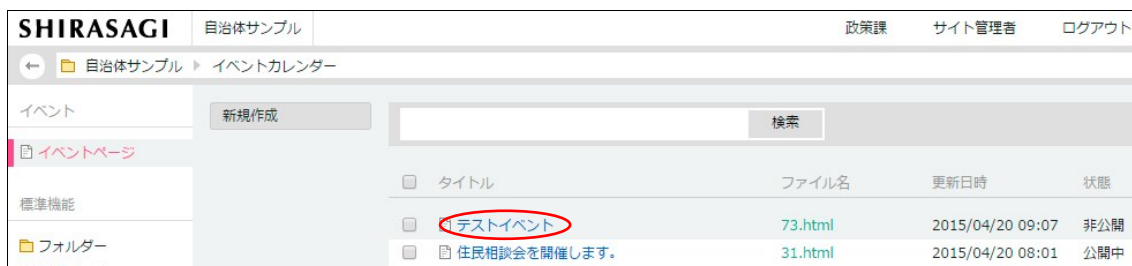 SHIRASAGI 自治体サンプル 政策課 サイト管理者 ログアウト
← 自治体サンプル イベントカレンダー
イベント
新規作成
検索
イベントページ
タイトル ファイル名 更新日時 状態
標準機能
テストイベント 73.html 2015/04/20 09:07 非公開
フォルダー
住民相談会を開催します。 31.html 2015/04/20 08:01 公開中